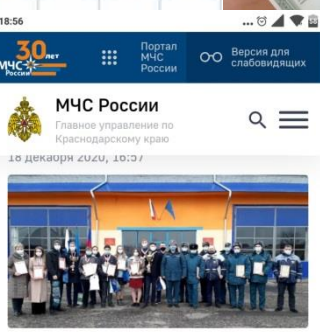 18:56
...
58
30 лет
МЧС
России
Портал
МЧС
России
Версия для
слабовидящих
МЧС России
Главное управление по
Краснодарскому краю
18 декабря 2020, 16:57